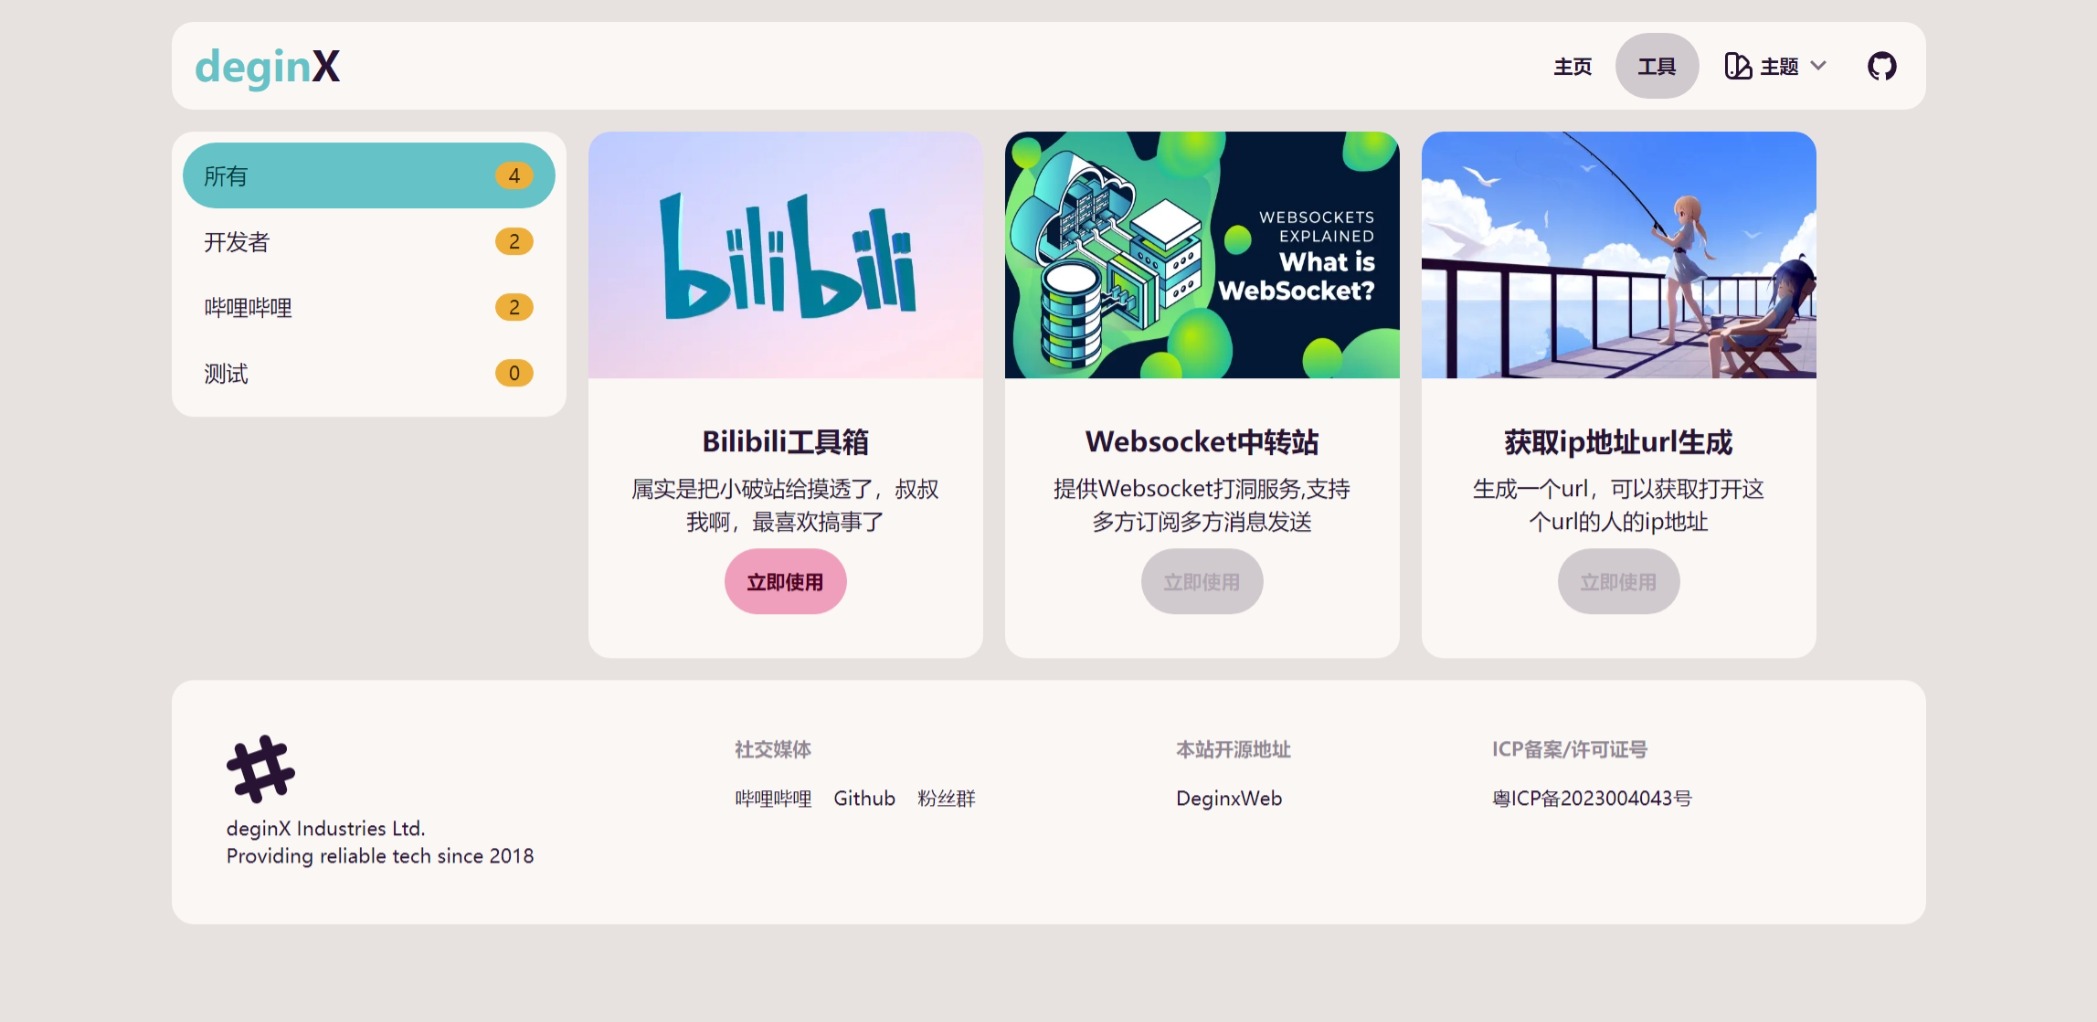 deginX
主页
工具
主题
所有
4
开发者
2
哔哩哔哩
2
测试
0
bilibili
Bilibili工具箱
属实是把小破站给摸透了，叔叔
我啊，最喜欢搞事了
立即使用
WEBSOCKETS
EXPLAINED
What is
WebSocket?
Websocket中转站
提供Websocket打洞服务,支持
多方订阅多方消息发送
立即使用
获取ip地址url生成
生成一个url，可以获取打开这
个url的人的ip地址
立即使用
deginX Industries Ltd.
Providing reliable tech since 2018
社交媒体
哔哩哔哩 Github 粉丝群
本站开源地址
DeginxWeb
ICP备案/许可证号
粤ICP备2023004043号